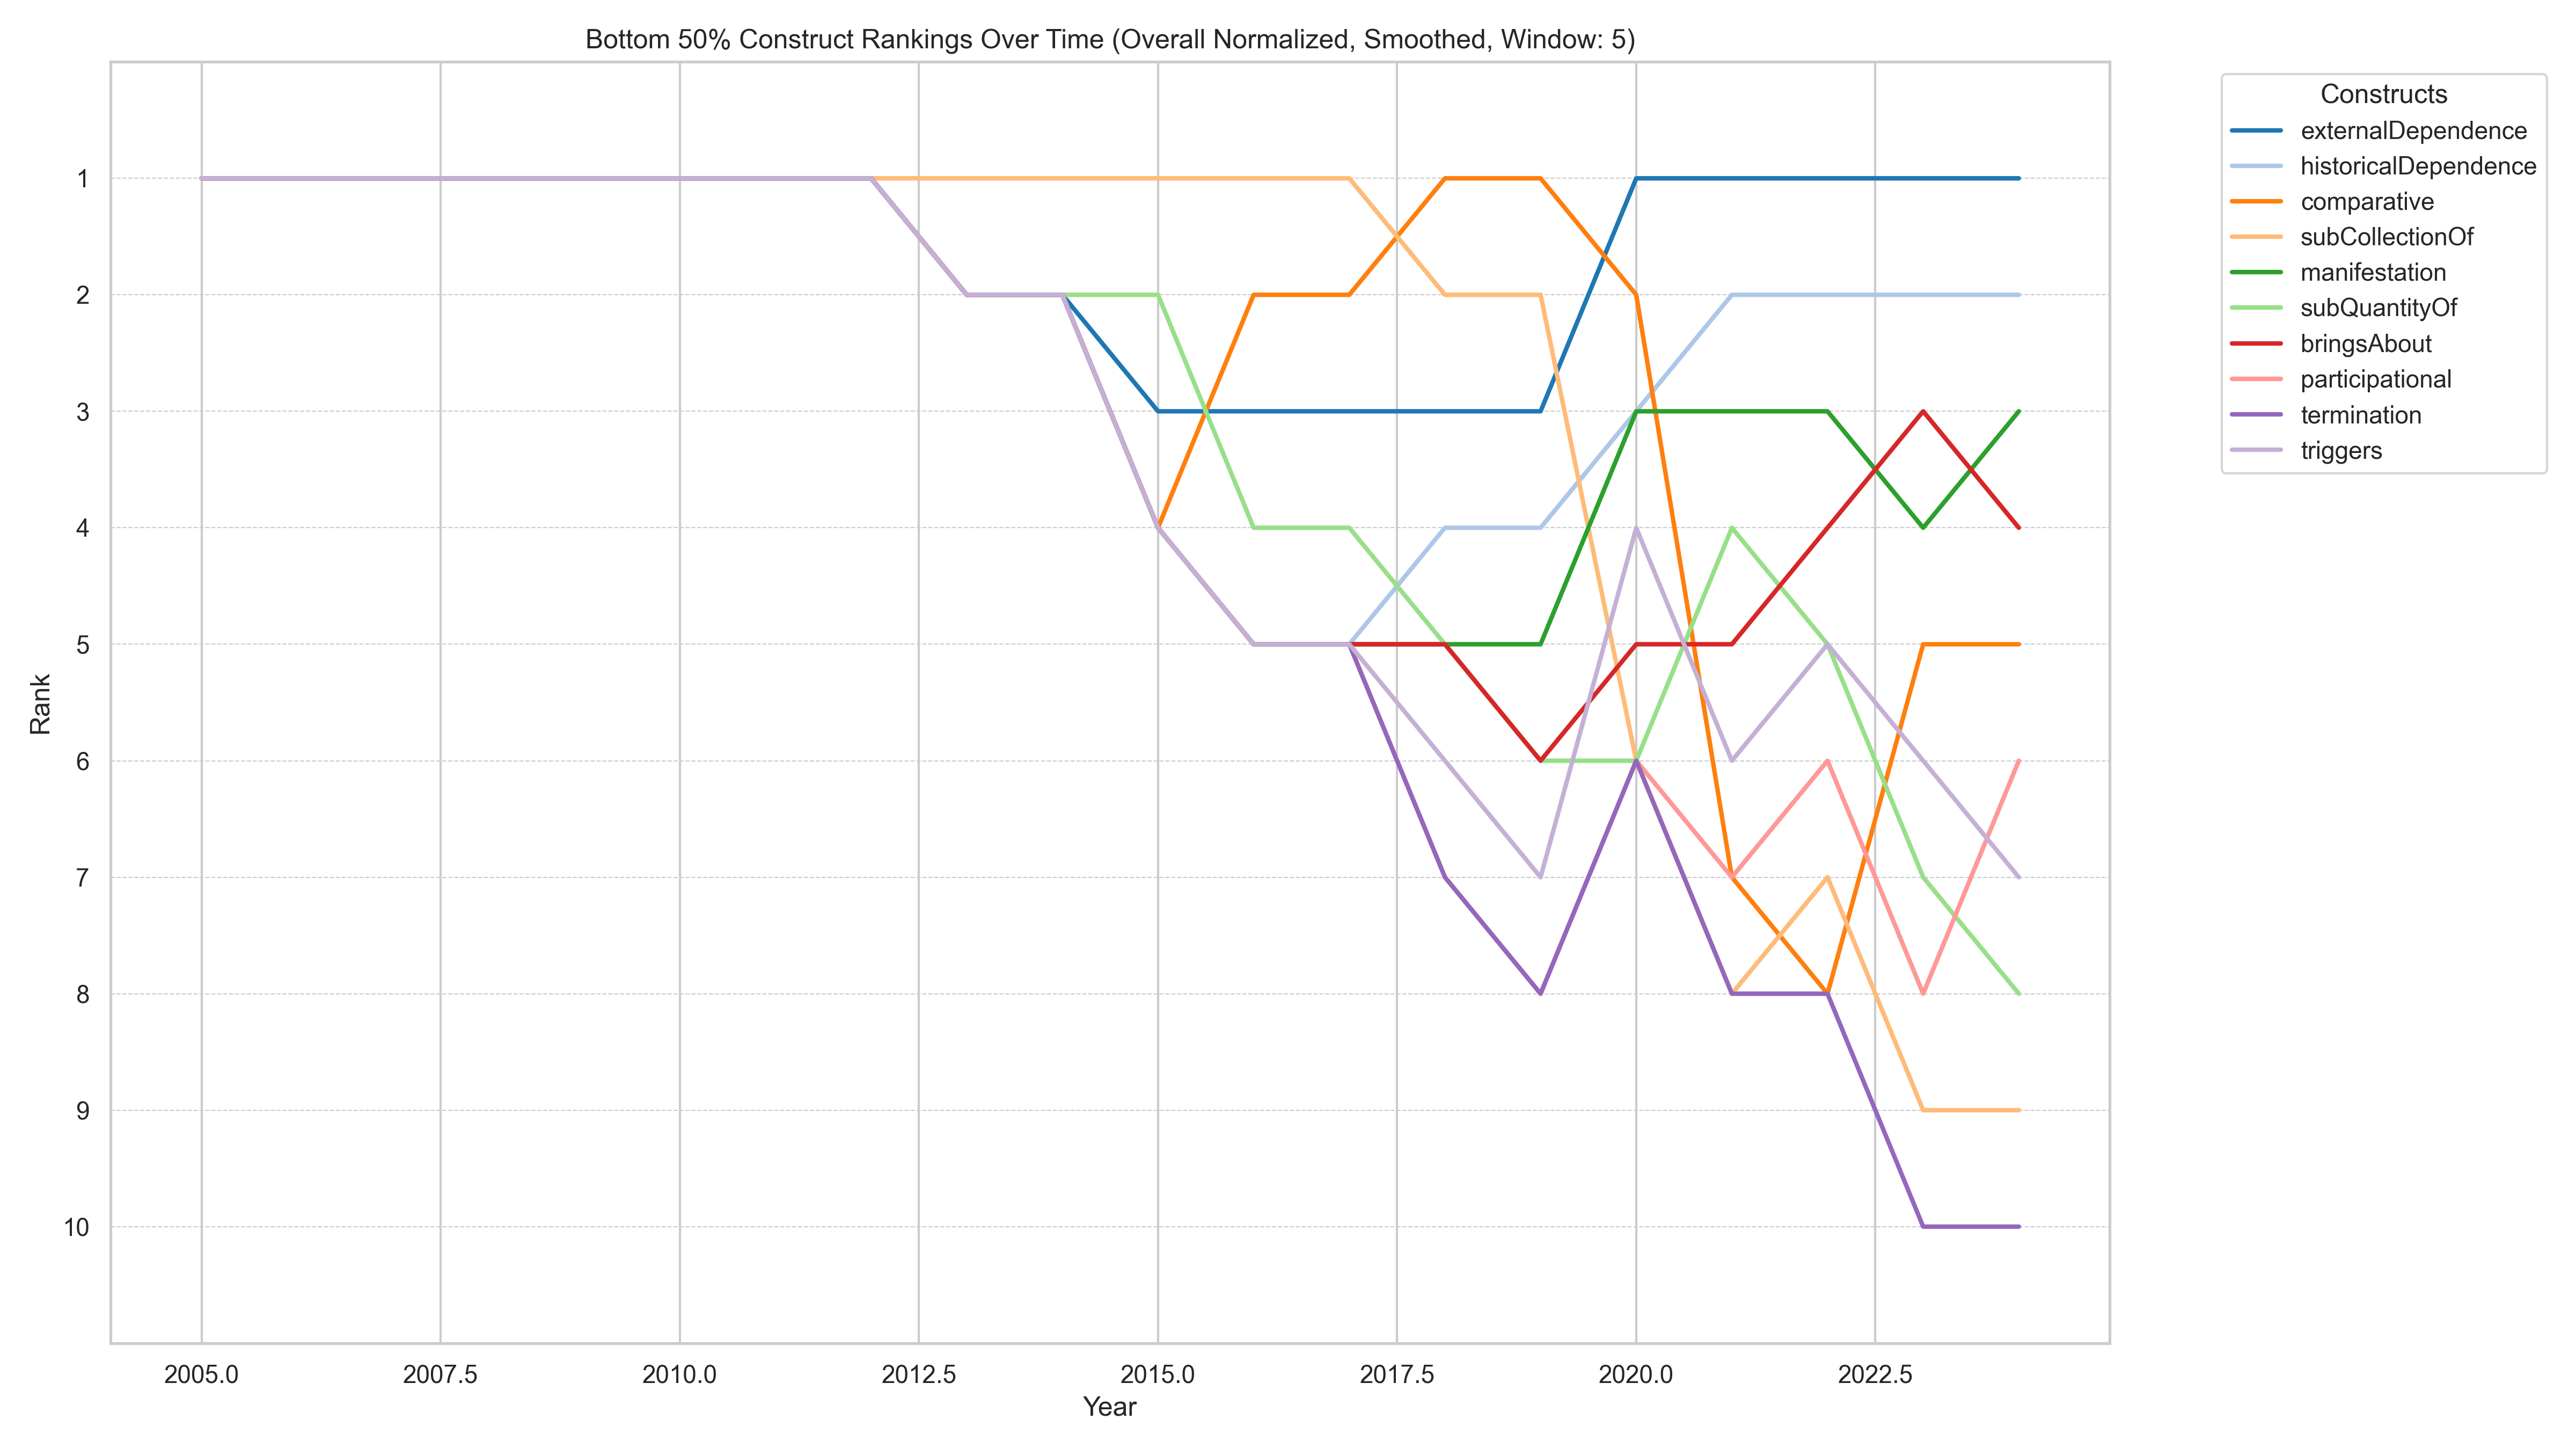 Bottom 50% Construct Rankings Over Time (Overall Normalized, Smoothed, Window: 5)
Constructs
externalDependence
historicalDependence
comparative
subCollectionOf
manifestation
subQuantityOf
bringsAbout
participational
termination
triggers
Rank
1
2
3
4
5
6
7
8
9
10
2005.0
2007.5
2010.0
2012.5
2015.0
2017.5
2020.0
2022.5
Year